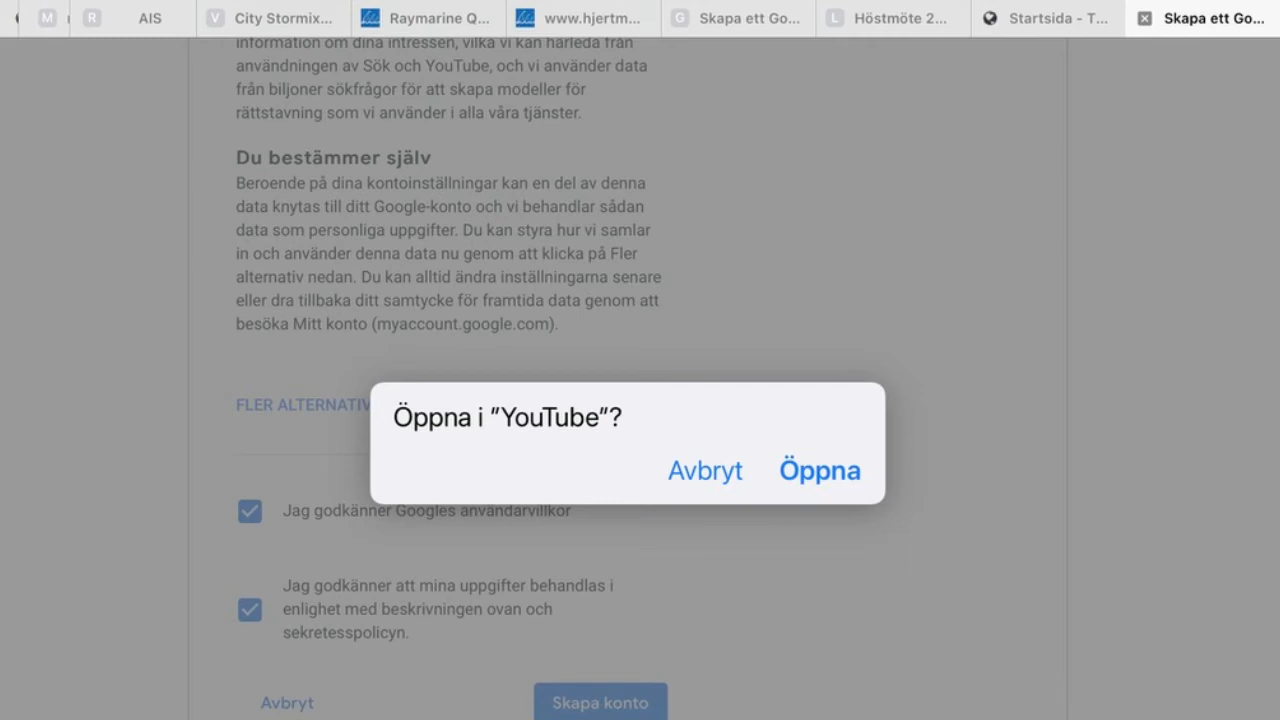 M
R AIS
V City Stormix...
Raymarine Q...
www.hjertm...
G Skapa ett Go...
L Höstmöte 2...
Startsida - T...
Skapa ett Go...
information om dina intressen, vilka vi kan härleda från
användningen av Sök och YouTube, och vi använder data
från biljoner sökfrågor för att skapa modeller för
rättstavning som vi använder i alla våra tjänster.
Du bestämmer själv
Beroende på dina kontoinställningar kan en del av denna
data knytas till ditt Google-konto och vi behandlar sådan
data som personliga uppgifter. Du kan styra hur vi samlar
in och använder denna data nu genom att klicka på Fler
alternativ nedan. Du kan alltid ändra inställningarna senare
eller dra tillbaka ditt samtycke för framtida data genom att
besöka Mitt konto (myaccount.google.com).
FLER ALTERNATIV
Öppna i ”YouTube”?
Avbryt Öppna
Jag godkänner Googles användarvillkor
Jag godkänner att mina uppgifter behandlas i
enlighet med beskrivningen ovan och
sekretesspolicyn.
Avbryt Skapa konto